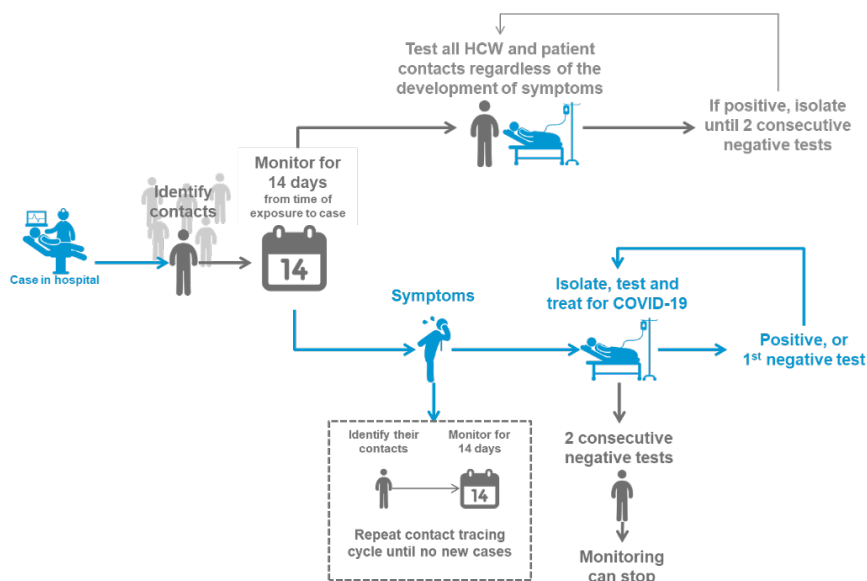 Test all HCW and patient
contacts regardless of the
development of symptoms
If positive, isolate
until 2 consecutive
negative tests
Monitor for
14 days
from time of
exposure to case
Identify
contacts
14
Case in hospital
Symptoms
Isolate, test and
treat for COVID-19
Positive, or
1st negative test
Identify their
contacts
Monitor for
14 days
14
Repeat contact tracing
cycle until no new cases
2 consecutive
negative tests
Monitoring
can stop